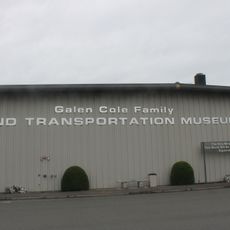 Galen Cole Family
ND TRANSPORTATION MUSEU